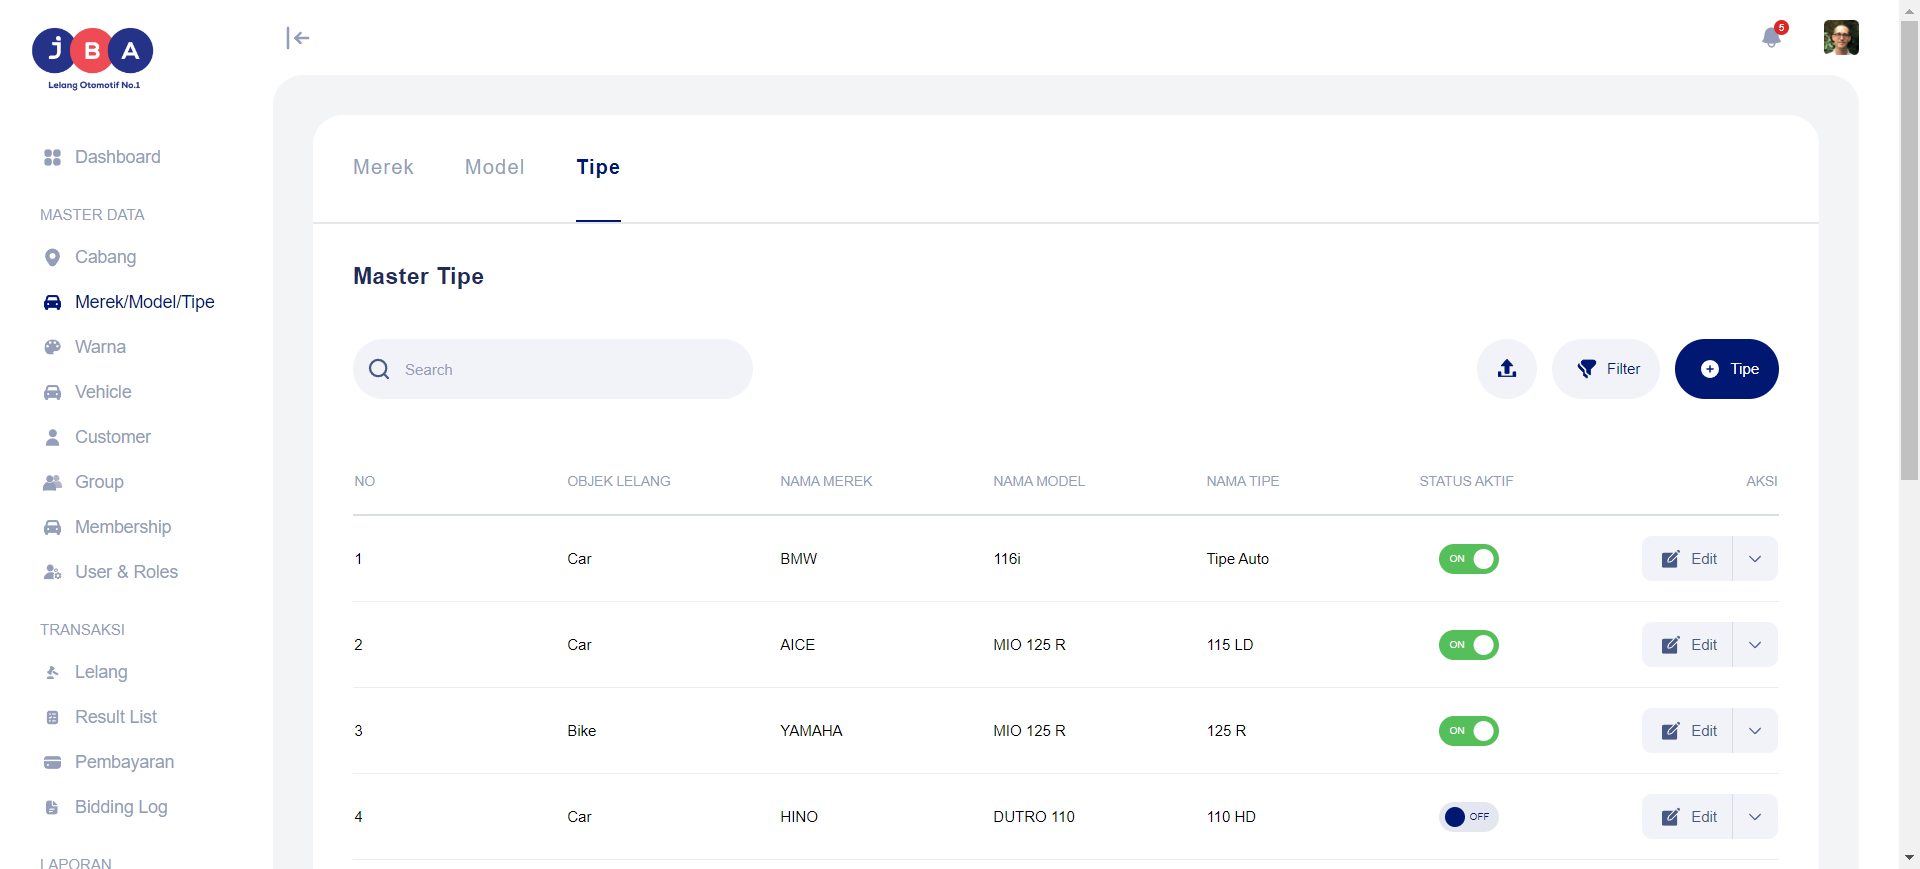 JBA
Lelang Otomotif No.1
5
Dashboard
MASTER DATA
Cabang
Merek/Model/Tipe
Warna
Vehicle
Customer
Group
Membership
User & Roles
TRANSAKSI
Lelang
Result List
Pembayaran
Bidding Log
LAPORAN
Merek Model Tipe
Master Tipe
Search Filter Tipe
NO OBJEK LELANG NAMA MEREK NAMA MODEL NAMA TIPE STATUS AKTIF AKSI
1 Car BMW 116i Tipe Auto ON Edit
2 Car AICE MIO 125 R 115 LD ON Edit
3 Bike YAMAHA MIO 125 R 125 R ON Edit
4 Car HINO DUTRO 110 110 HD OFF Edit